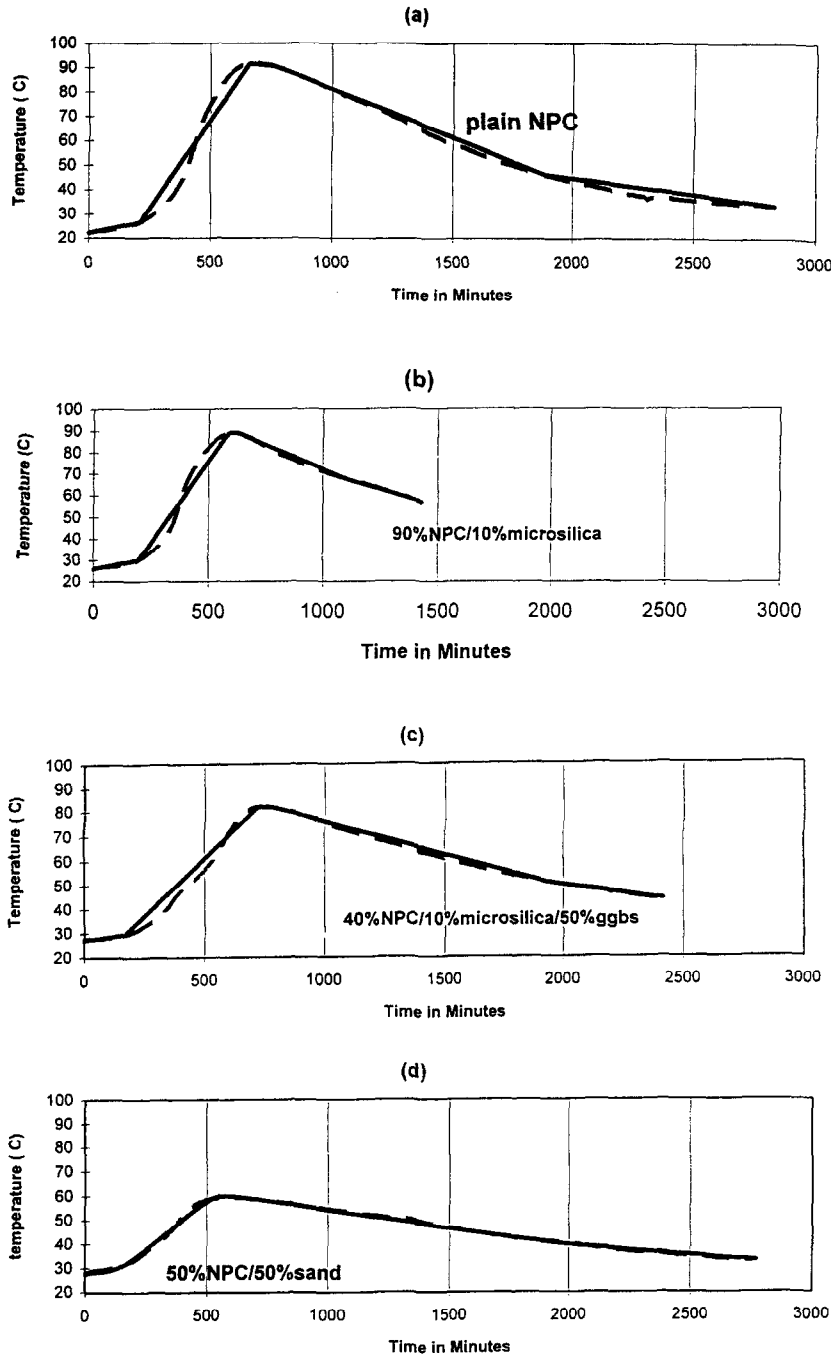 (a)
100
90
80
70
60
50
40
30
20
Temperature ( C)
plain NPC
0 500 1000 1500 2000 2500 3000
Time in Minutes
(b)
100
90
80
70
60
50
40
30
20
Temperature (C)
90%NPC/10%microsilica
0 500 1000 1500 2000 2500 3000
Time in Minutes
(c)
100
90
80
70
60
50
40
30
20
Temperature ( C)
40%NPC/10%microsilica/50%ggbs
0 500 1000 1500 2000 2500 3000
Time in Minutes
(d)
100
90
80
70
60
50
40
30
20
temperature ( C)
50%NPC/50%sand
0 500 1000 1500 2000 2500 3000
Time in Minutes